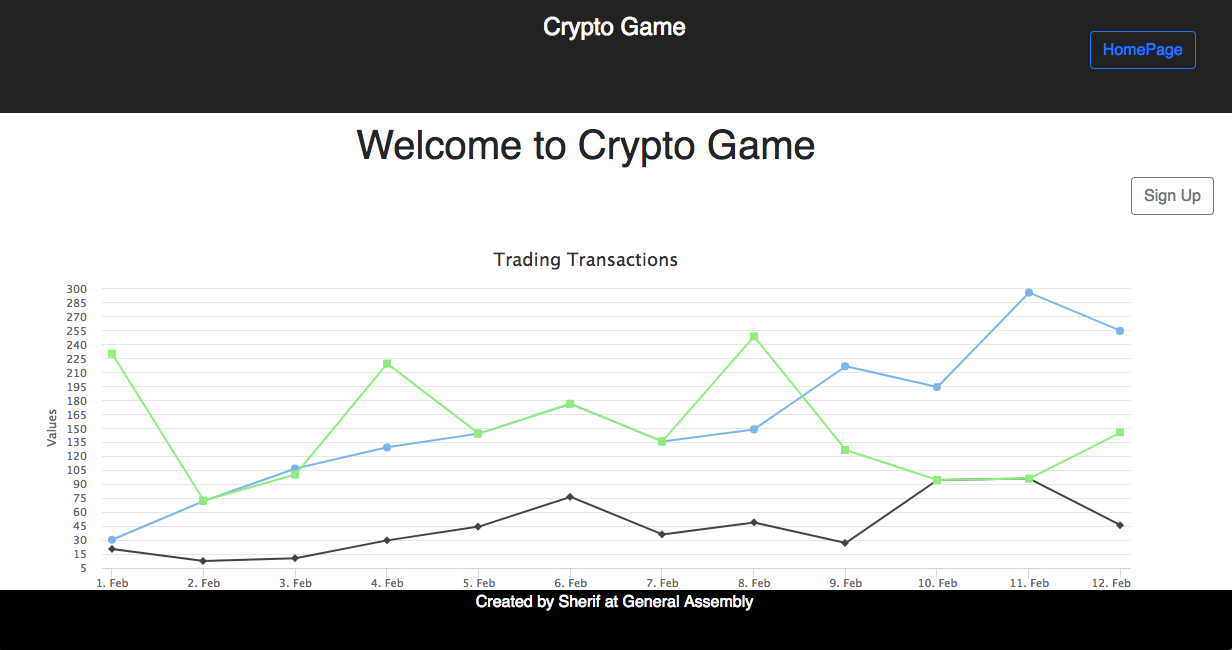 Crypto Game
HomePage
Welcome to Crypto Game
Sign Up
Trading Transactions
Values
300
285
270
255
240
225
210
195
180
165
150
135
120
105
90
75
60
45
30
15
5
1. Feb 2. Feb 3. Feb 4. Feb 5. Feb 6. Feb 7. Feb 8. Feb 9. Feb 10. Feb 11. Feb 12. Feb
Created by Sherif at General Assembly